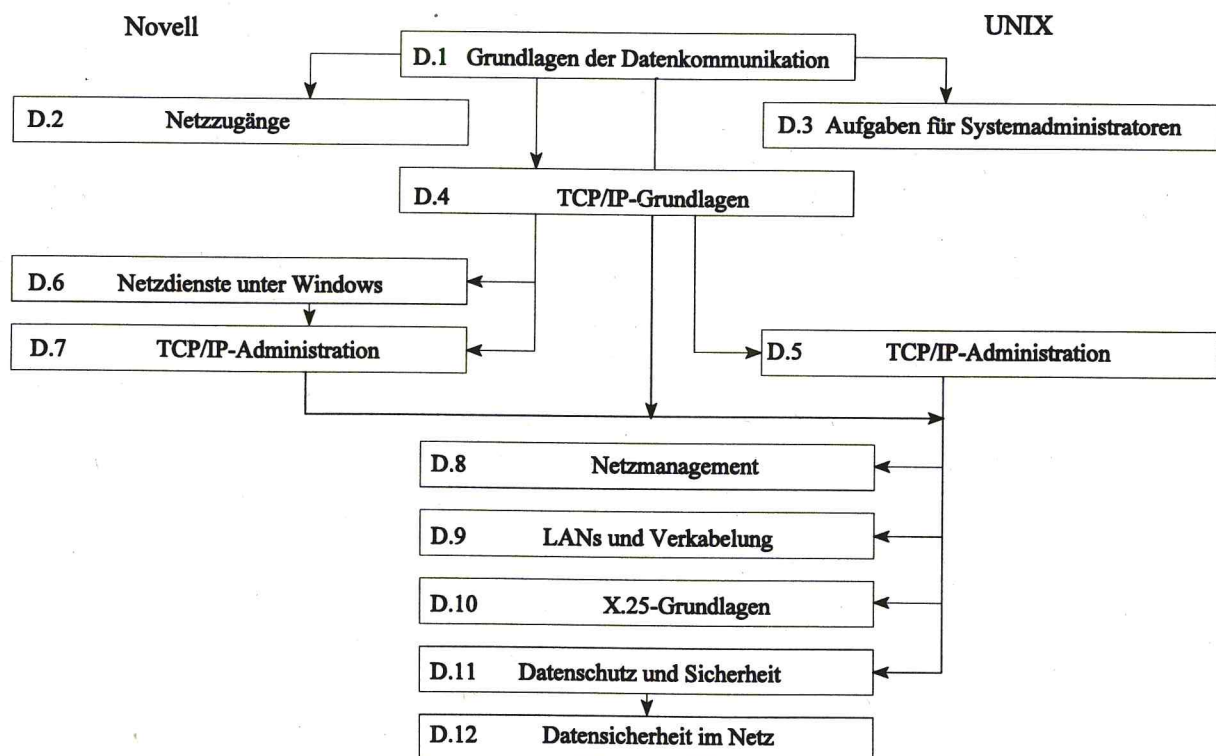 Novell
UNIX
D.1 Grundlagen der Datenkommunikation
D.2 Netzzugänge
D.3 Aufgaben für Systemadministratoren
D.4 TCP/IP-Grundlagen
D.6 Netzdienste unter Windows
D.7 TCP/IP-Administration
D.5 TCP/IP-Administration
D.8 Netzmanagement
D.9 LANs und Verkabelung
D.10 X.25-Grundlagen
D.11 Datenschutz und Sicherheit
D.12 Datensicherheit im Netz